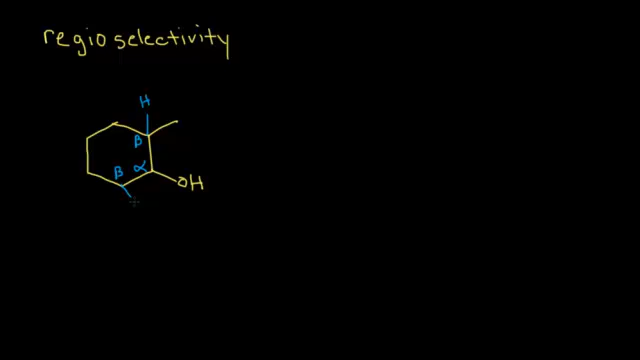 regioselectivity
H
β
β α
OH